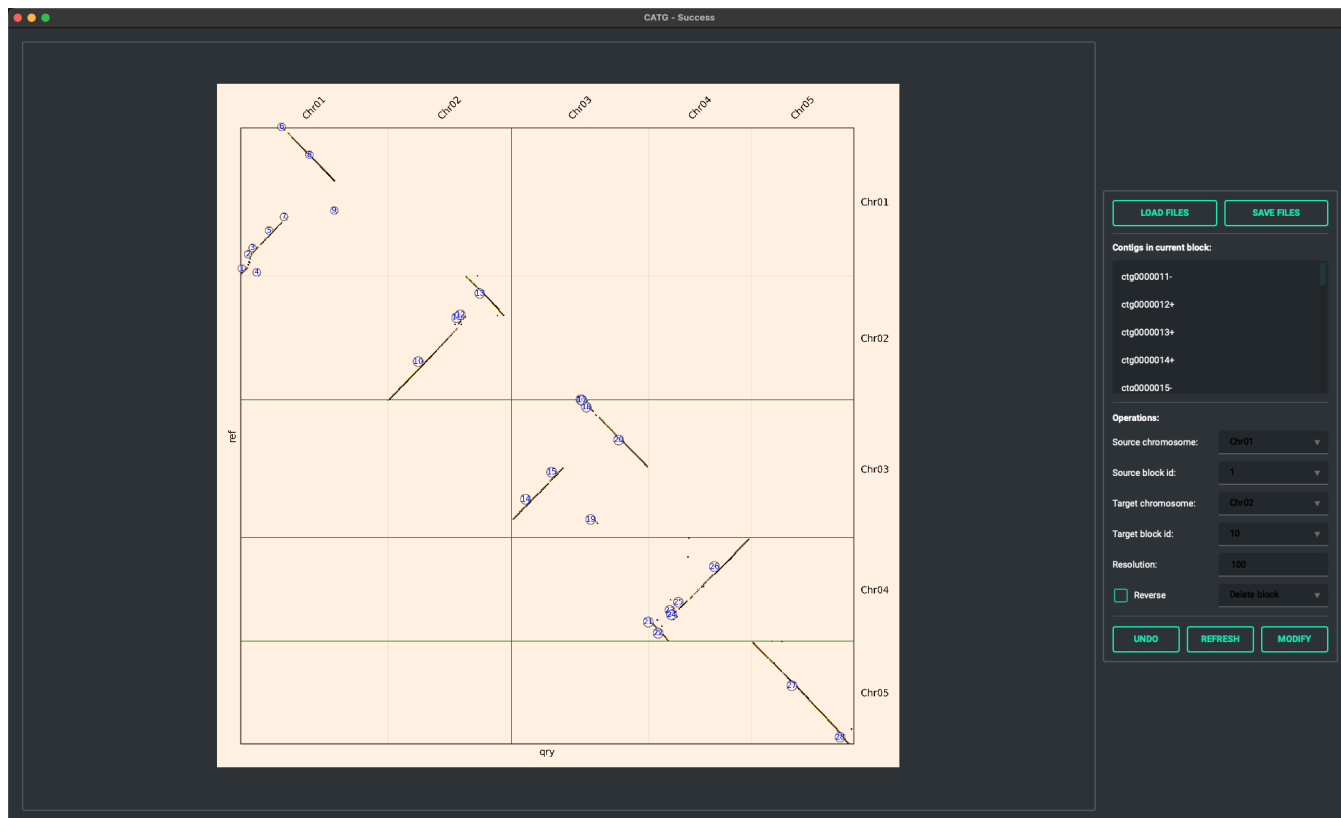 CATG - Success
Chr01 Chr02 Chr03 Chr04 Chr05
6
8
Chr01
9
7
5
3
2
1
4
13
12
Chr02
10
17
18
20
ref
Chr03
15
14
19
26
Chr04
25
24
21
22
27
Chr05
28
qry
LOAD FILES SAVE FILES
Contigs in current block:
ctg0000011-
ctg0000012+
ctg0000013+
ctg0000014+
ctg0000015-
Operations:
Source chromosome: Chr01
Source block id: 1
Target chromosome: Chr02
Target block id: 10
Resolution: 100
Reverse Delete block
UNDO REFRESH MODIFY